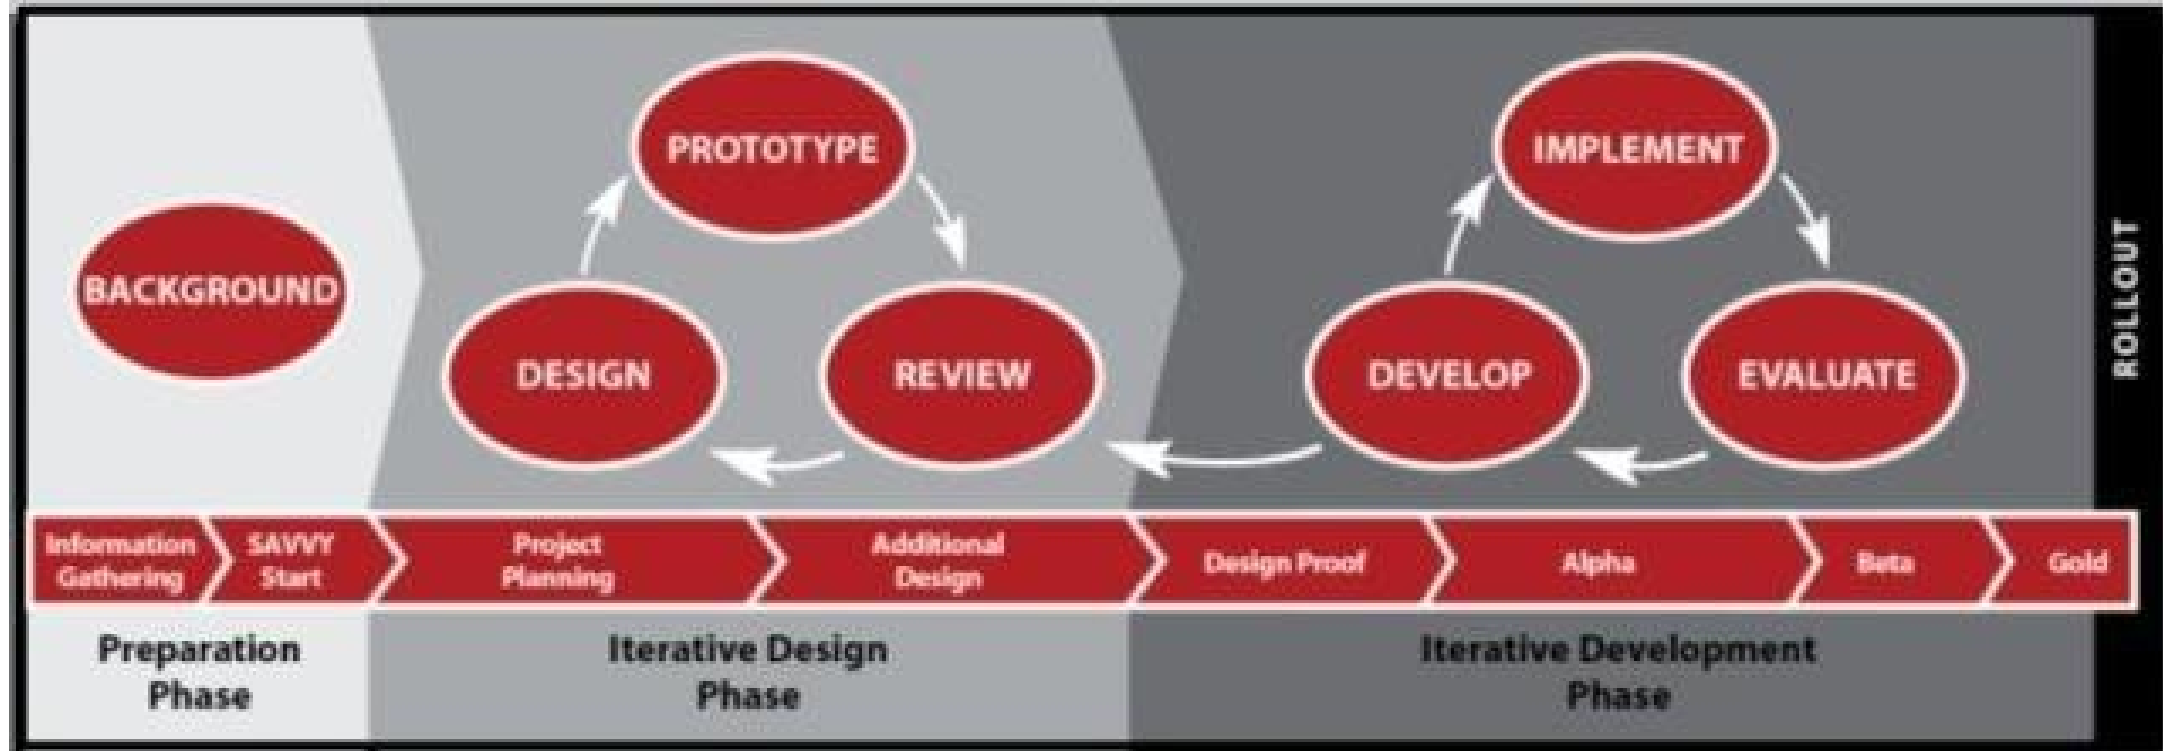 PROTOTYPE
IMPLEMENT
BACKGROUND
DESIGN
REVIEW
DEVELOP
EVALUATE
ROLLOUT
Information
Gathering
SAVVY
Start
Project
Planning
Additional
Design
Design Proof
Alpha
Beta
Gold
Preparation
Phase
Iterative Design
Phase
Iterative Development
Phase